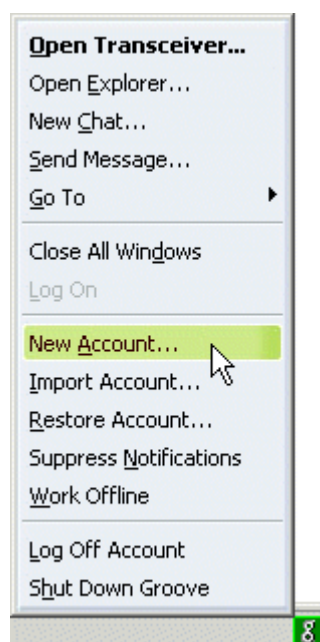 Open Transceiver...
Open Explorer...
New Chat...
Send Message...
Go To
Close All Windows
Log On
New Account...
Import Account...
Restore Account...
Suppress Notifications
Work Offline
Log Off Account
Shut Down Groove
g